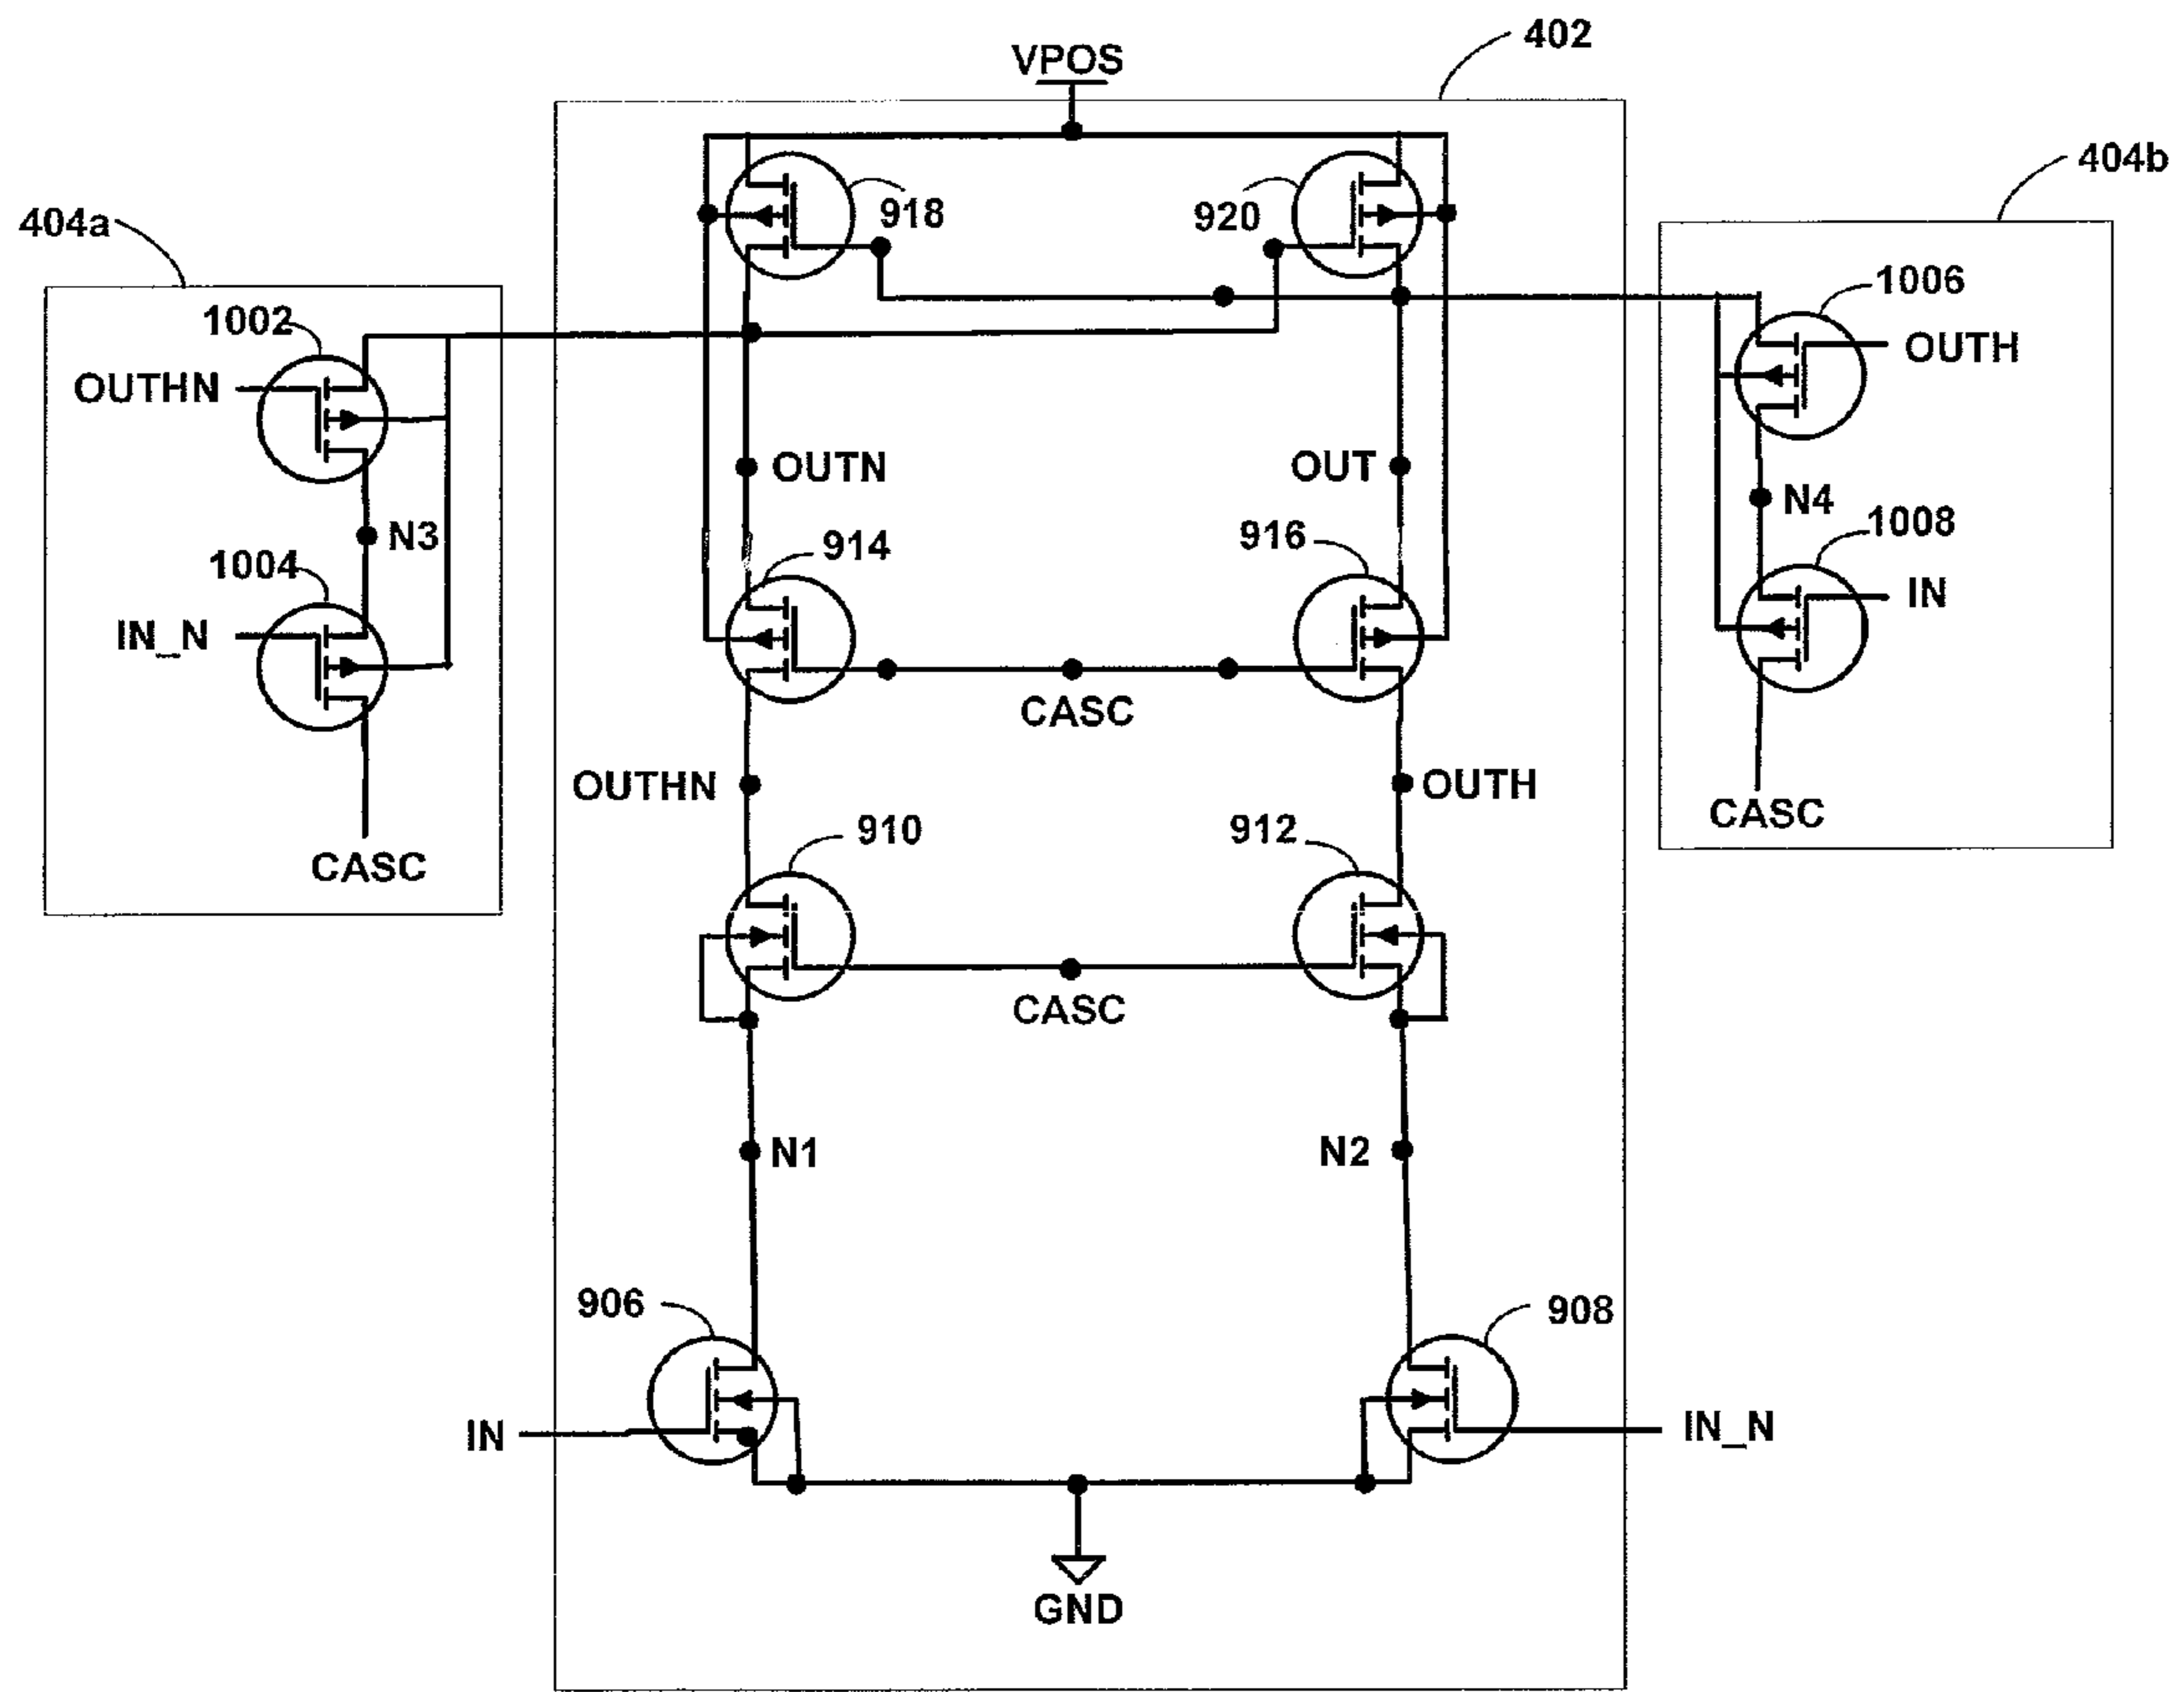 402
VPOS
404b
404a
918
920
1006
1002
OUTH
OUTHN
OUTN
OUT
N4
1008
N3
914
916
1004
IN
IN_N
CASC
OUTHN
OUTH
CASC
910
912
CASC
CASC
N1
N2
906
908
IN
IN_N
GND